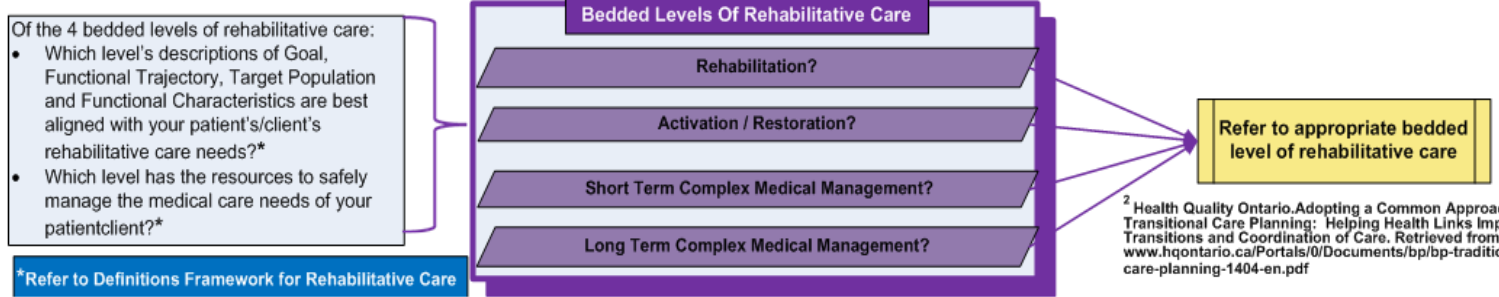 Of the 4 bedded levels of rehabilitative care:
• Which level's descriptions of Goal,
Functional Trajectory, Target Population
and Functional Characteristics are best
aligned with your patient's/client's
rehabilitative care needs?*
• Which level has the resources to safely
manage the medical care needs of your
patientclient?*
*Refer to Definitions Framework for Rehabilitative Care
Bedded Levels Of Rehabilitative Care
Rehabilitation?
Activation / Restoration?
Short Term Complex Medical Management?
Long Term Complex Medical Management?
Refer to appropriate bedded
level of rehabilitative care
2 Health Quality Ontario.Adopting a Common
Transitional Care Planning: Helping Health Links
Transitions and Coordination of Care. Retrieved from
www.hqontario.ca/Portals/0/Documents/bp/
care-planning-1404-en.pdf